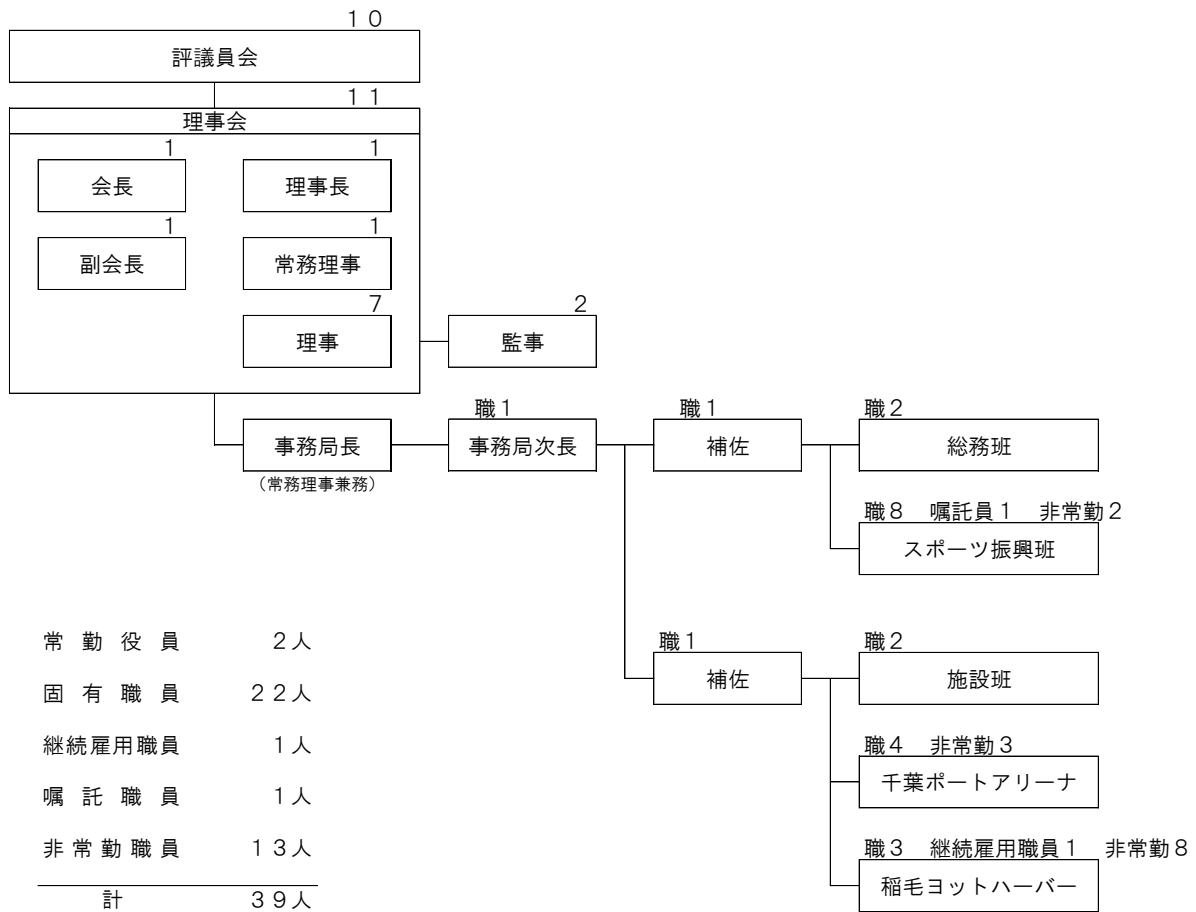 １０
評議員会
１１
理事会
１　１
会長　理事長
１　１
副会長　常務理事
７　２
理事　監事
職１　職１　職２
事務局長　事務局次長　補佐　総務班
（常務理事兼務）
職８　嘱託員１　非常勤２
スポーツ振興班
職１　職２
補佐　施設班
職４　非常勤３
千葉ポートアリーナ
職３　継続雇用職員１　非常勤８
稲毛ヨットハーバー
常勤役員　２人
固有職員　２２人
継続雇用職員　１人
嘱託職員　１人
非常勤職員　１３人
計　３９人